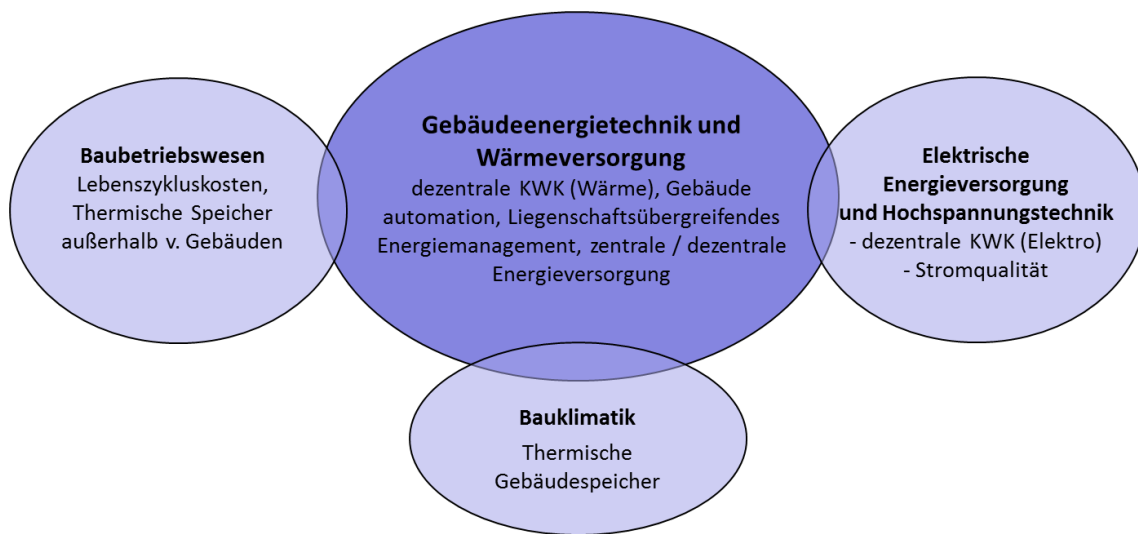 Gebäudeenergietechnik und
Wärmeversorgung
dezentrale KWK (Wärme), Gebäude
automation, Liegenschaftsübergreifendes
Energiemanagement, zentrale / dezentrale
Energieversorgung
Baubetriebswesen
Lebenszykluskosten,
Thermische Speicher
außerhalb v. Gebäuden
Elektrische
Energieversorgung
und Hochspannungstechnik
- dezentrale KWK (Elektro)
- Stromqualität
Bauklimatik
Thermische
Gebäudespeicher